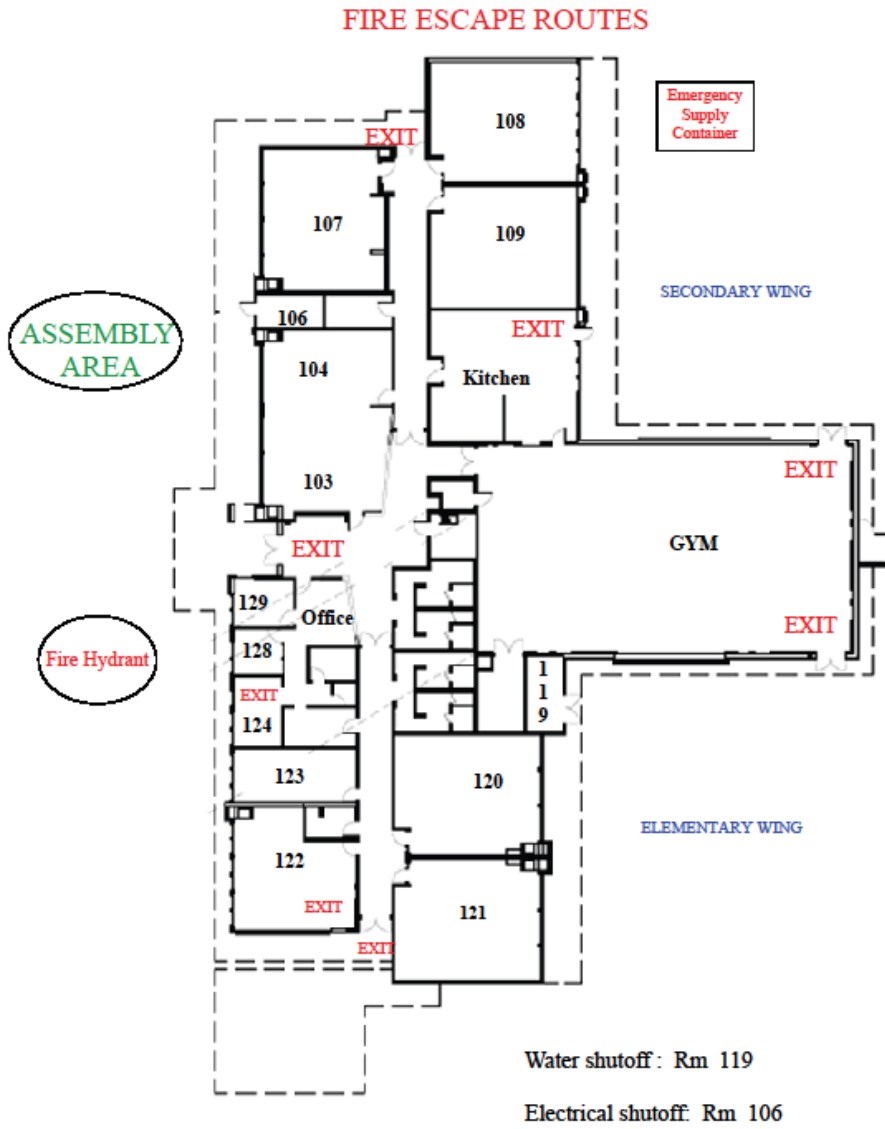 FIRE ESCAPE ROUTES
Emergency
Supply
Container
108
EXIT
107
109
SECONDARY WING
106
EXIT
ASSEMBLY
AREA
104
Kitchen
EXIT
103
GYM
EXIT
129
Office
EXIT
128
Fire Hydrant
EXIT
124
1
1
9
123
120
ELEMENTARY WING
122
EXIT
121
EXIT
Water shutoff : Rm 119
Electrical shutoff: Rm 106